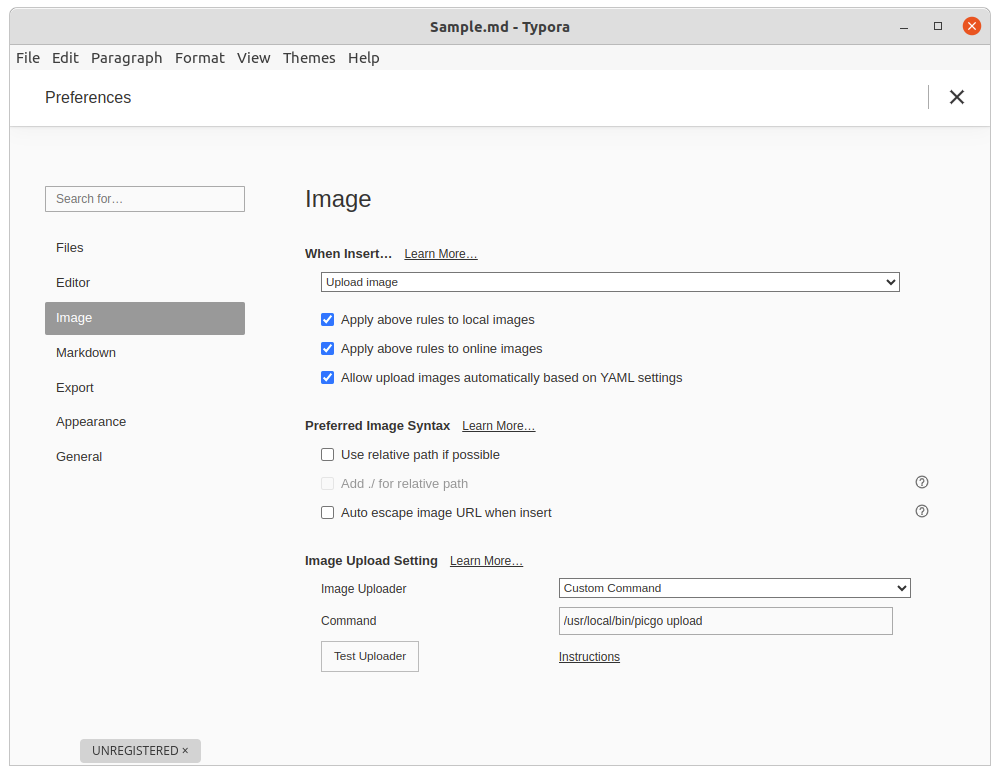 Sample.md - Typora
File Edit Paragraph Format View Themes Help
Preferences
Search for…
Files
Editor
Image
Markdown
Export
Appearance
General
Image
When Insert… Learn More…
Upload image
Apply above rules to local images
Apply above rules to online images
Allow upload images automatically based on YAML settings
Preferred Image Syntax Learn More…
Use relative path if possible
Add ./ for relative path
Auto escape image URL when insert
Image Upload Setting Learn More…
Image Uploader Custom Command
Command /usr/local/bin/picgo upload
Test Uploader Instructions
UNREGISTERED ×